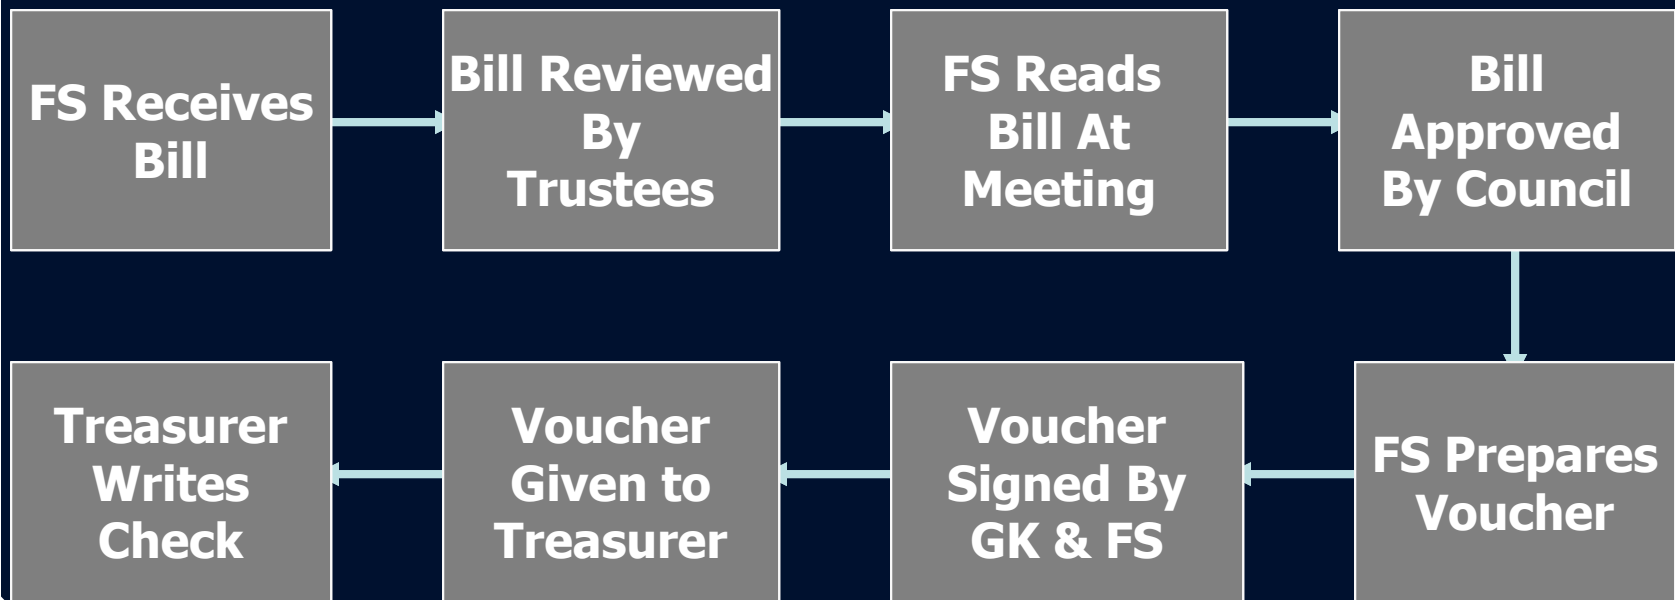 FS Receives
Bill
Bill Reviewed
By
Trustees
FS Reads
Bill At
Meeting
Bill
Approved
By Council
FS Prepares
Voucher
Voucher
Signed By
GK & FS
Voucher
Given to
Treasurer
Treasurer
Writes
Check